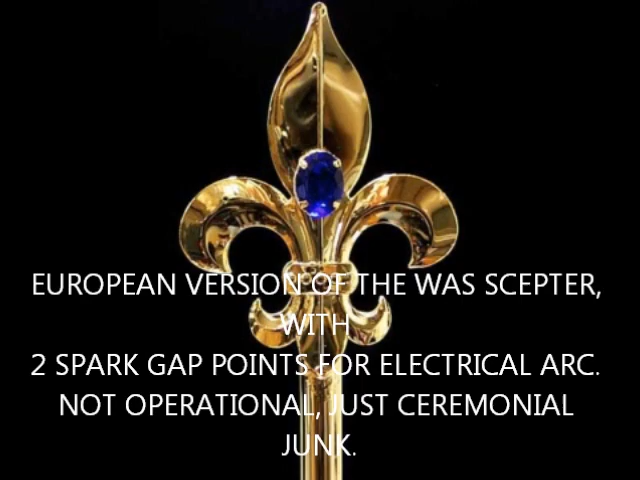 EUROPEAN VERSION OF THE WAS SCEPTER,
WITH
2 SPARK GAP POINTS FOR ELECTRICAL ARC.
NOT OPERATIONAL, JUST CEREMONIAL
JUNK.